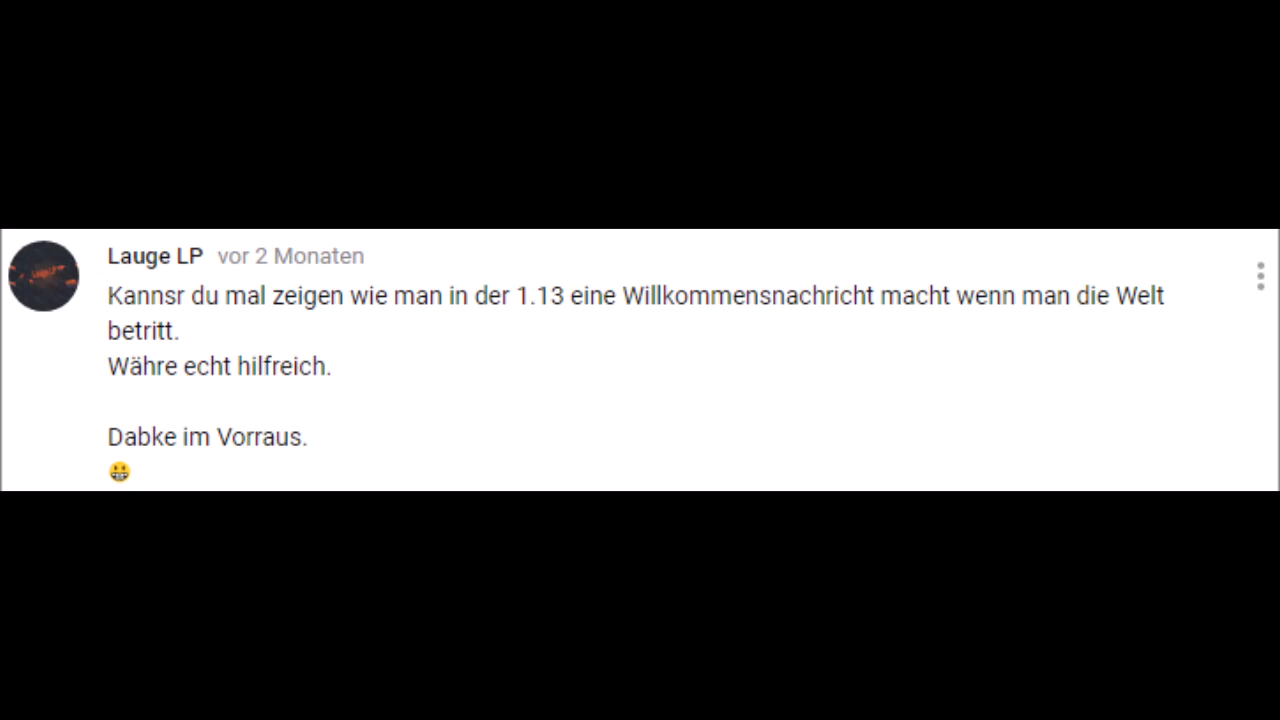 Lauge LP vor 2 Monaten
Kannsr du mal zeigen wie man in der 1.13 eine Willkommensnachricht macht wenn man die Welt
betritt.
Währe echt hilfreich.
Dabke im Vorraus.
😀